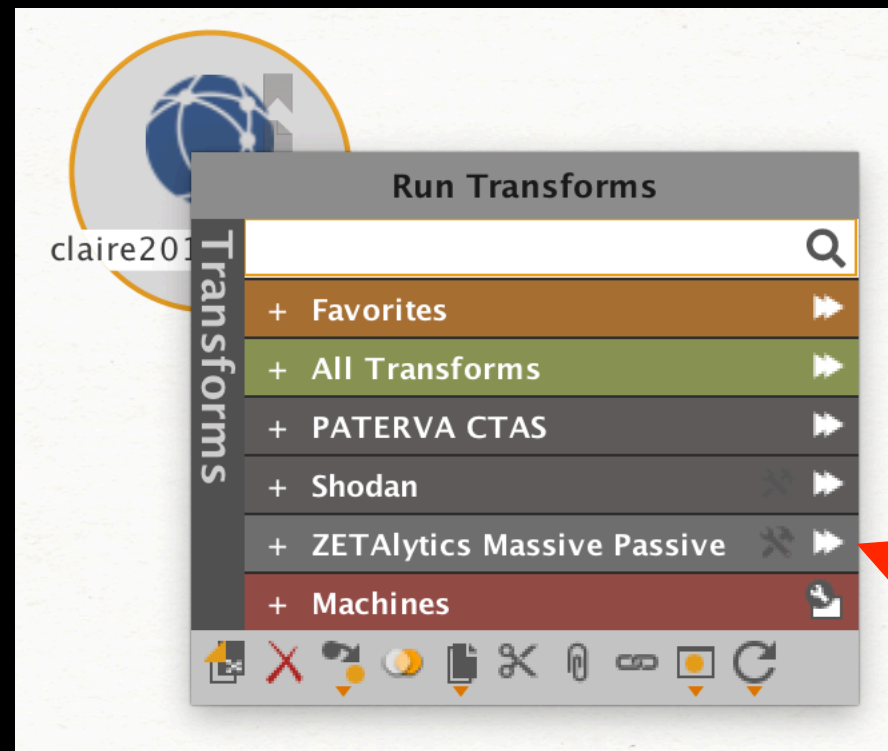 Run Transforms
claire201
Transforms
+ Favorites
+ All Transforms
+ PATERVA CTAS
+ Shodan
+ ZETAlytics Massive Passive
+ Machines